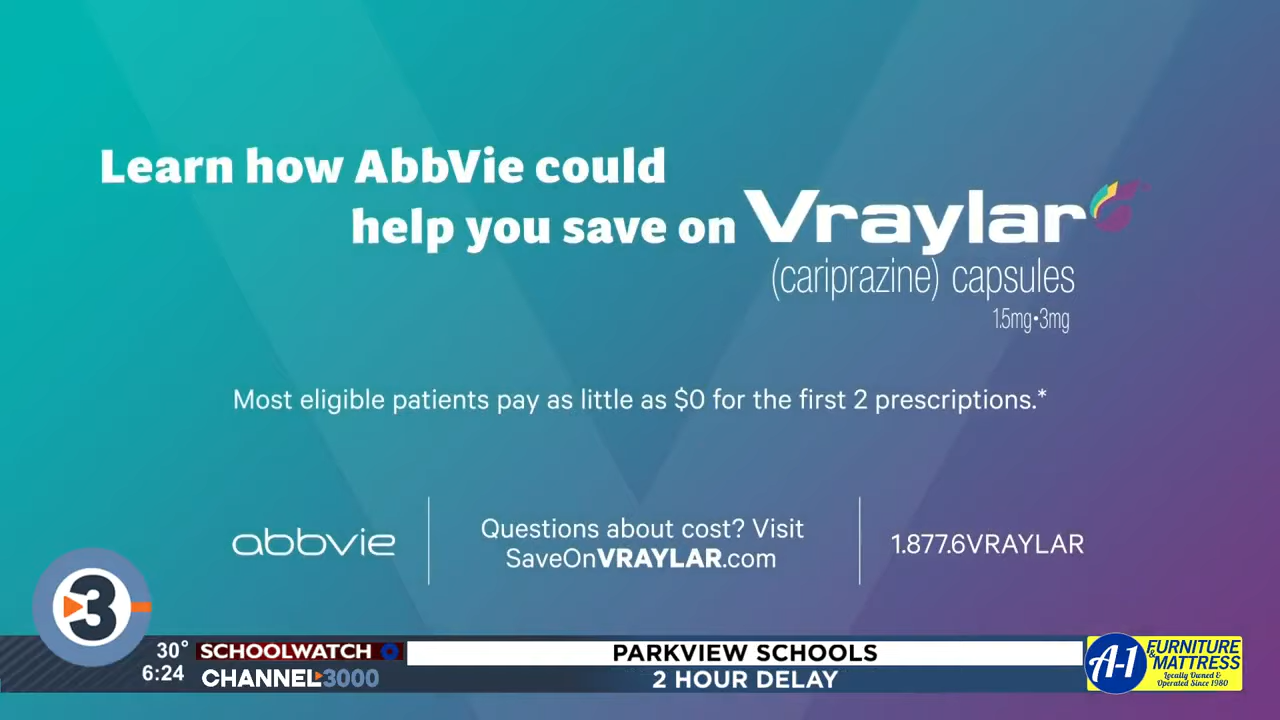 Learn how AbbVie could
help you save on Vraylar
(cariprazine) capsules
1.5mg•3mg
Most eligible patients pay as little as $0 for the first 2 prescriptions.*
abbvie
Questions about cost? Visit
SaveOnVRAYLAR.com
1.877.6VRAYLAR
3
30°
6:24
SCHOOLWATCH
CHANNEL3000
PARKVIEW SCHOOLS
2 HOUR DELAY
A-1
FURNITURE
& MATTRESS
Locally Owned &
Operated Since 1980